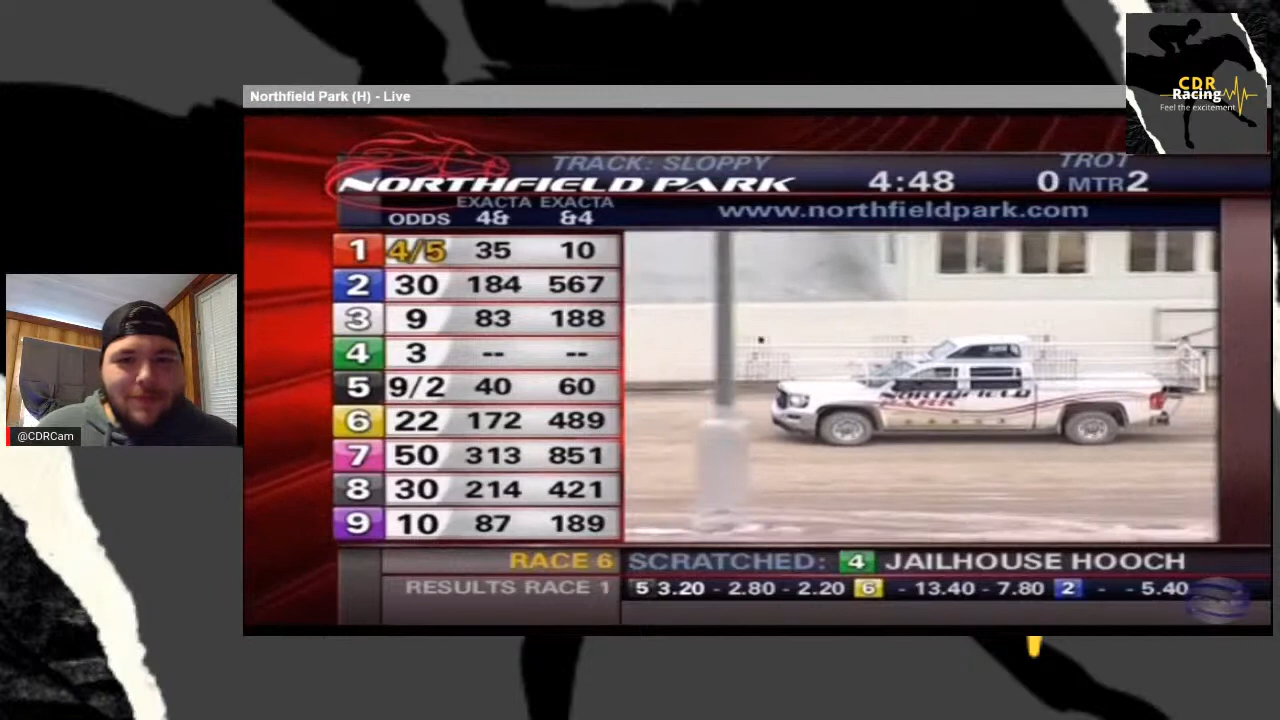 CDR
Racing
Feel the excitement
Northfield Park (H) - Live
TRACK: SLOPPY
TROT
NORTHFIELD PARK
4:48
0 MTR 2
EXACTA EXACTA
ODDS 4& &4
www.northfieldpark.com
1 4/5 35 10
2 30 184 567
3 9 83 188
4 3 -- --
5 9/2 40 60
6 22 172 489
7 50 313 851
8 30 214 421
9 10 87 189
NORTHFIELD
PARK
@CDRCam
RACE 6 SCRATCHED: 4 JAILHOUSE HOOCH
RESULTS RACE 1 5 3.20 - 2.80 - 2.20 6 - 13.40 - 7.80 2 - - 5.40